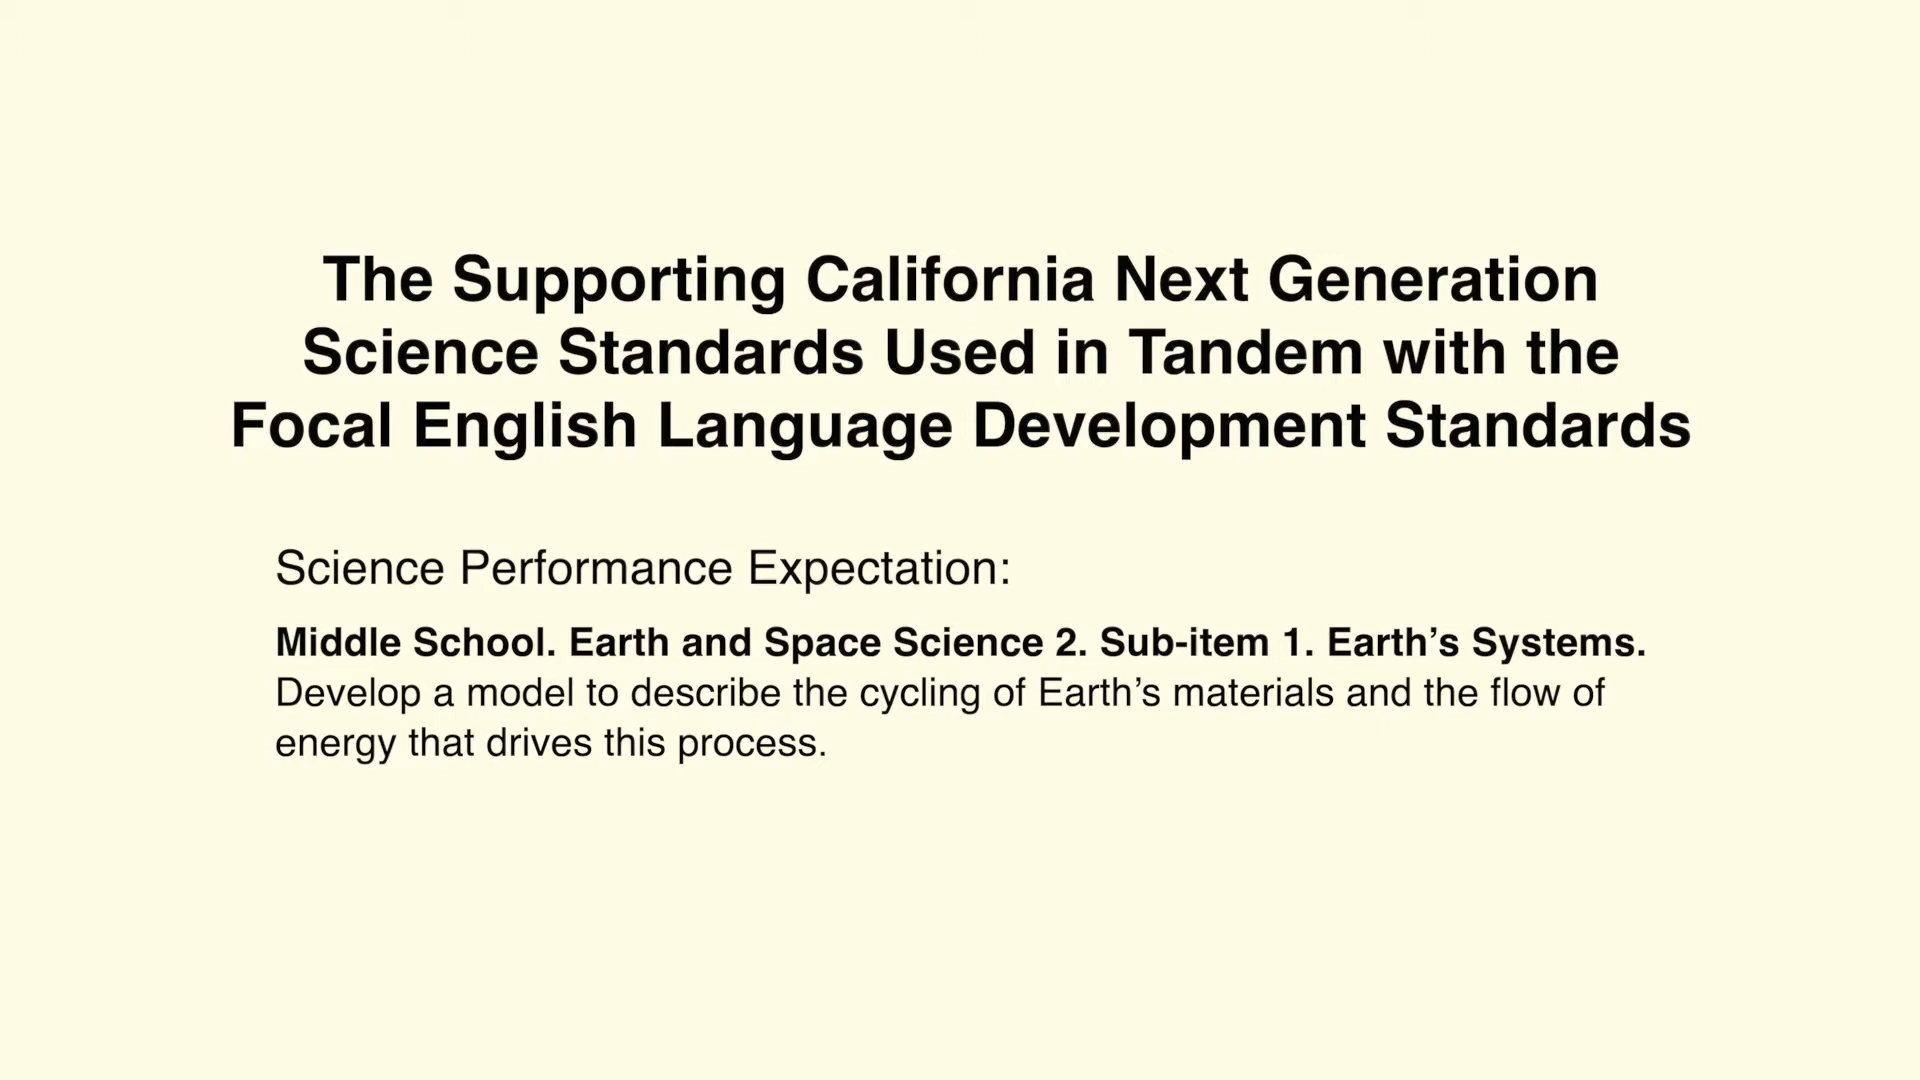 The Supporting California Next Generation
Science Standards Used in Tandem with the
Focal English Language Development Standards
Science Performance Expectation:
Middle School. Earth and Space Science 2. Sub-item 1. Earth’s Systems.
Develop a model to describe the cycling of Earth’s materials and the flow of
energy that drives this process.